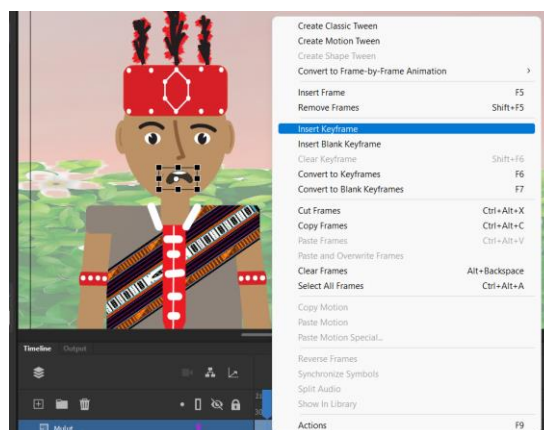 Create Classic Tween
Create Motion Tween
Create Shape Tween
Convert to Frame-by-Frame Animation
Insert Frame F5
Remove Frames Shift+F5
Insert Keyframe
Insert Blank Keyframe
Clear Keyframe Shift+F6
Convert to Keyframes F6
Convert to Blank Keyframes F7
Cut Frames Ctrl+Alt+X
Copy Frames Ctrl+Alt+C
Paste Frames Ctrl+Alt+V
Paste and Overwrite Frames
Clear Frames Alt+Backspace
Select All Frames Ctrl+Alt+A
Copy Motion
Paste Motion
Paste Motion Special...
Reverse Frames
Synchronize Symbols
Split Audio
Show In Library
Actions F9
Timeline Output
Mulut